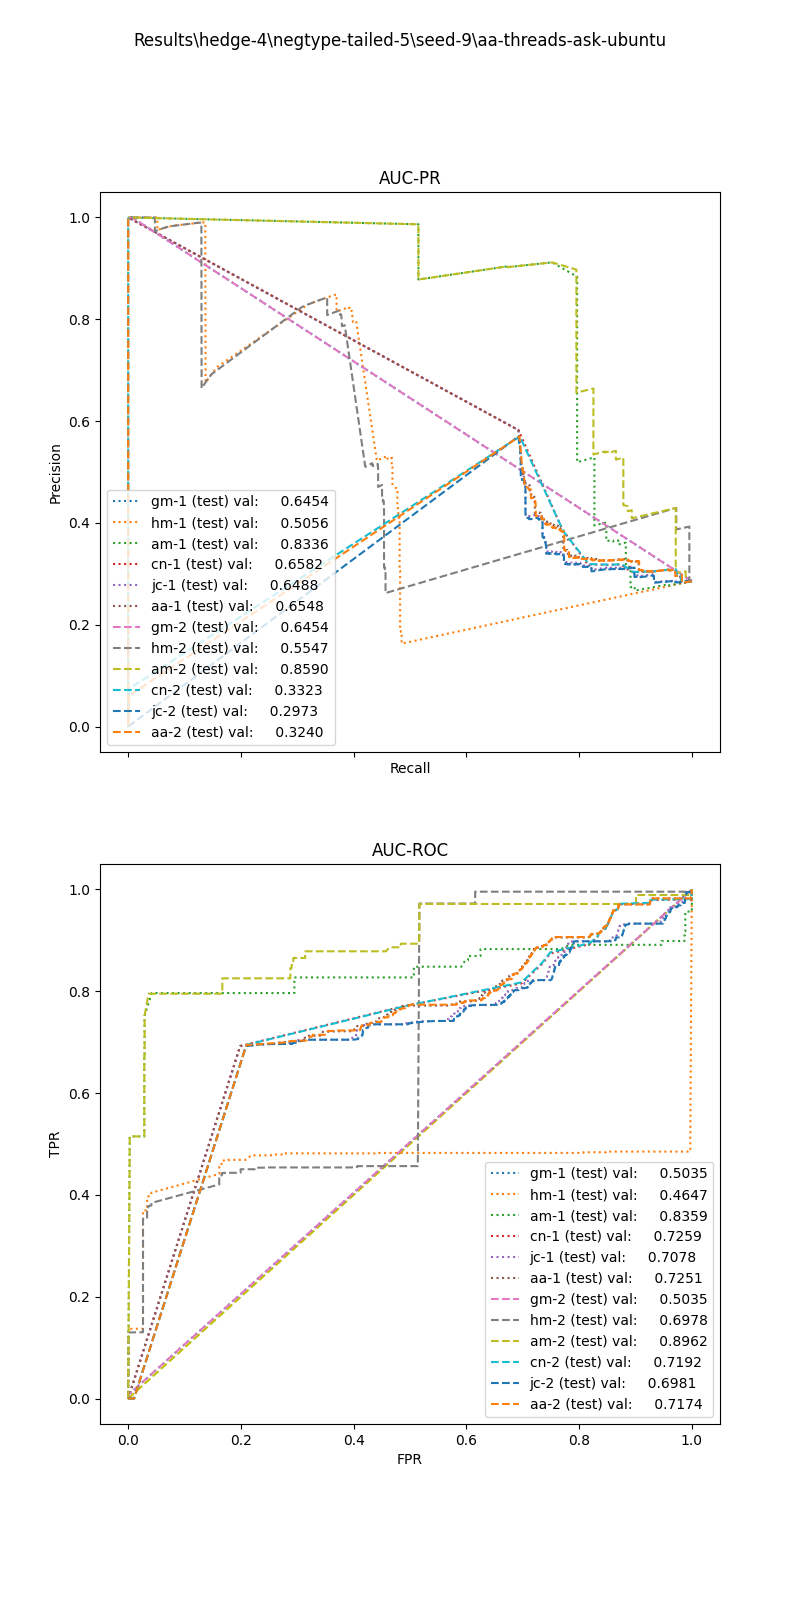 Results\hedge-4\negtype-tailed-5\seed-9\aa-threads-ask-ubuntu
AUC-PR
1.0
0.8
0.6
0.4
0.2
0.0
Precision
gm-1 (test) val: 0.6454
hm-1 (test) val: 0.5056
am-1 (test) val: 0.8336
cn-1 (test) val: 0.6582
jc-1 (test) val: 0.6488
aa-1 (test) val: 0.6548
gm-2 (test) val: 0.6454
hm-2 (test) val: 0.5547
am-2 (test) val: 0.8590
cn-2 (test) val: 0.3323
jc-2 (test) val: 0.2973
aa-2 (test) val: 0.3240
Recall
AUC-ROC
1.0
0.8
0.6
0.4
0.2
0.0
TPR
gm-1 (test) val: 0.5035
hm-1 (test) val: 0.4647
am-1 (test) val: 0.8359
cn-1 (test) val: 0.7259
jc-1 (test) val: 0.7078
aa-1 (test) val: 0.7251
gm-2 (test) val: 0.5035
hm-2 (test) val: 0.6978
am-2 (test) val: 0.8962
cn-2 (test) val: 0.7192
jc-2 (test) val: 0.6981
aa-2 (test) val: 0.7174
0.0 0.2 0.4 0.6 0.8 1.0
FPR